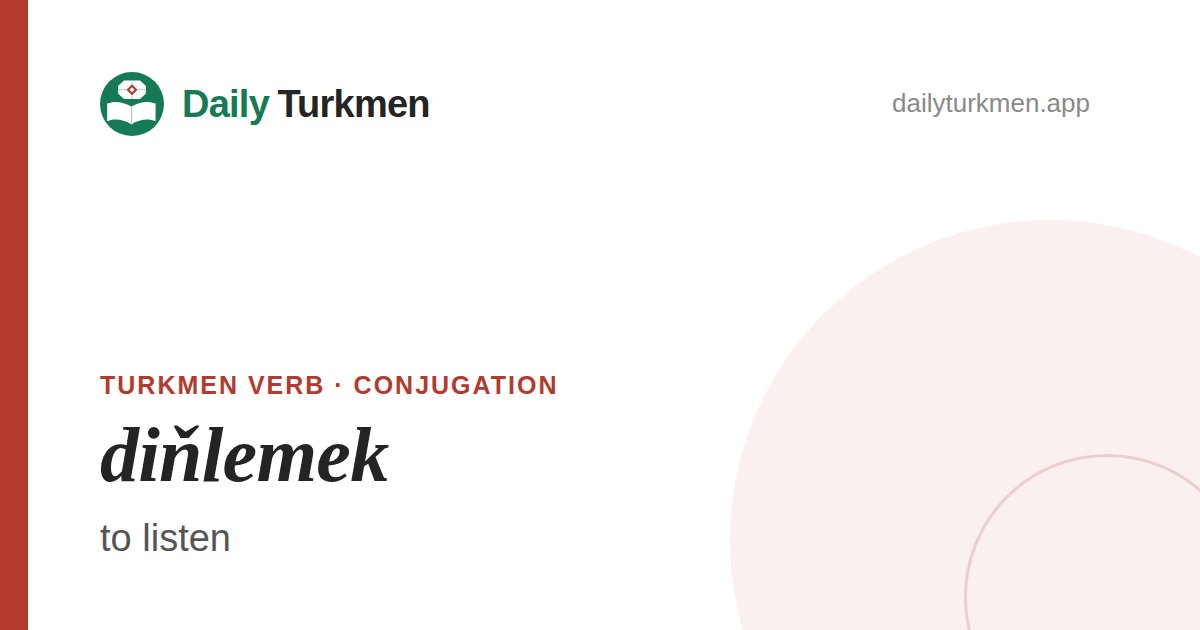 Daily Turkmen
dailyturkmen.app
TURKMEN VERB · CONJUGATION
diňlemek
to listen